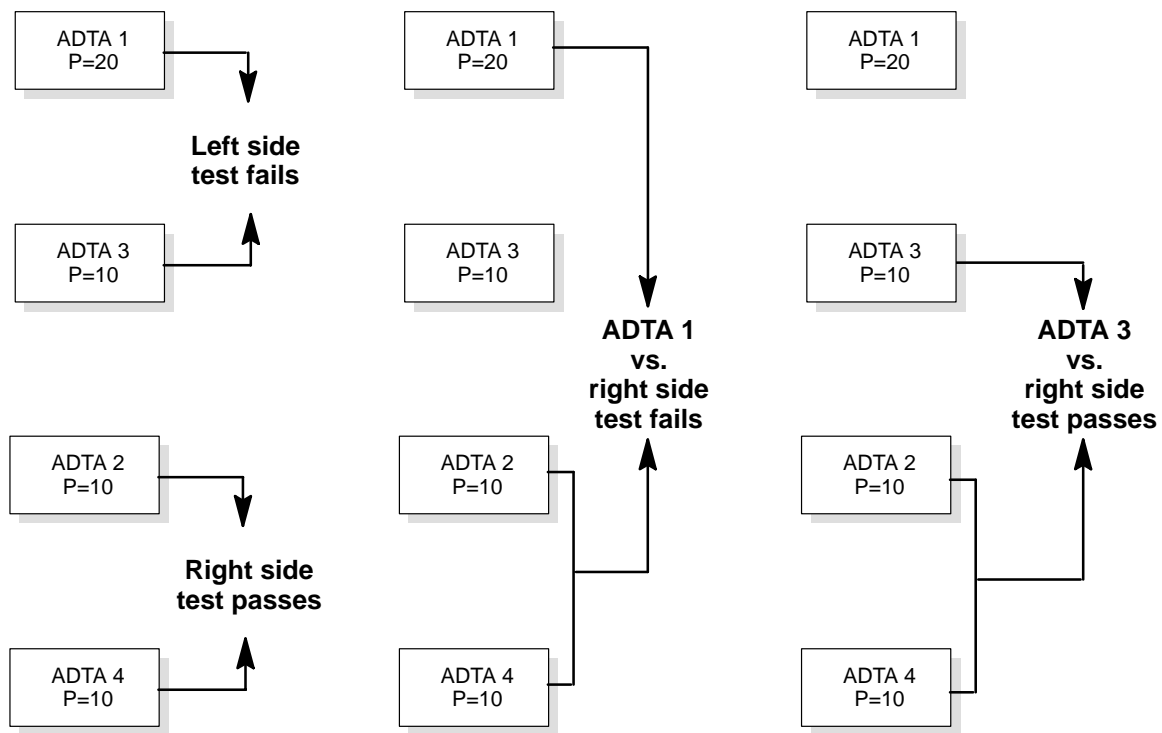 ADTA 1
P=20
Left side
test fails
ADTA 3
P=10
ADTA 2
P=10
Right side
test passes
ADTA 4
P=10
ADTA 1
P=20
ADTA 3
P=10
ADTA 1
vs.
right side
test fails
ADTA 2
P=10
ADTA 4
P=10
ADTA 1
P=20
ADTA 3
P=10
ADTA 3
vs.
right side
test passes
ADTA 2
P=10
ADTA 4
P=10